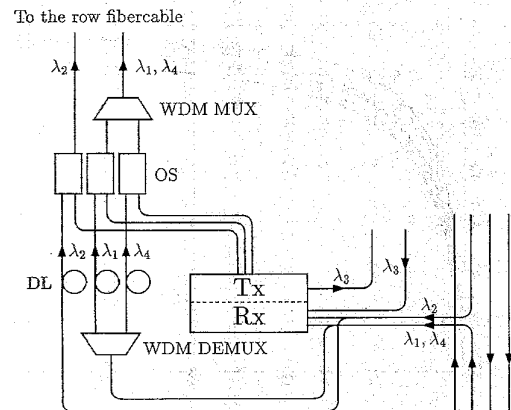 To the row fibercable
λ2
λ1, λ4
WDM MUX
OS
λ2
λ1
λ4
DL
Tx
Rx
λ3
λ3
λ2
λ1, λ4
WDM DEMUX